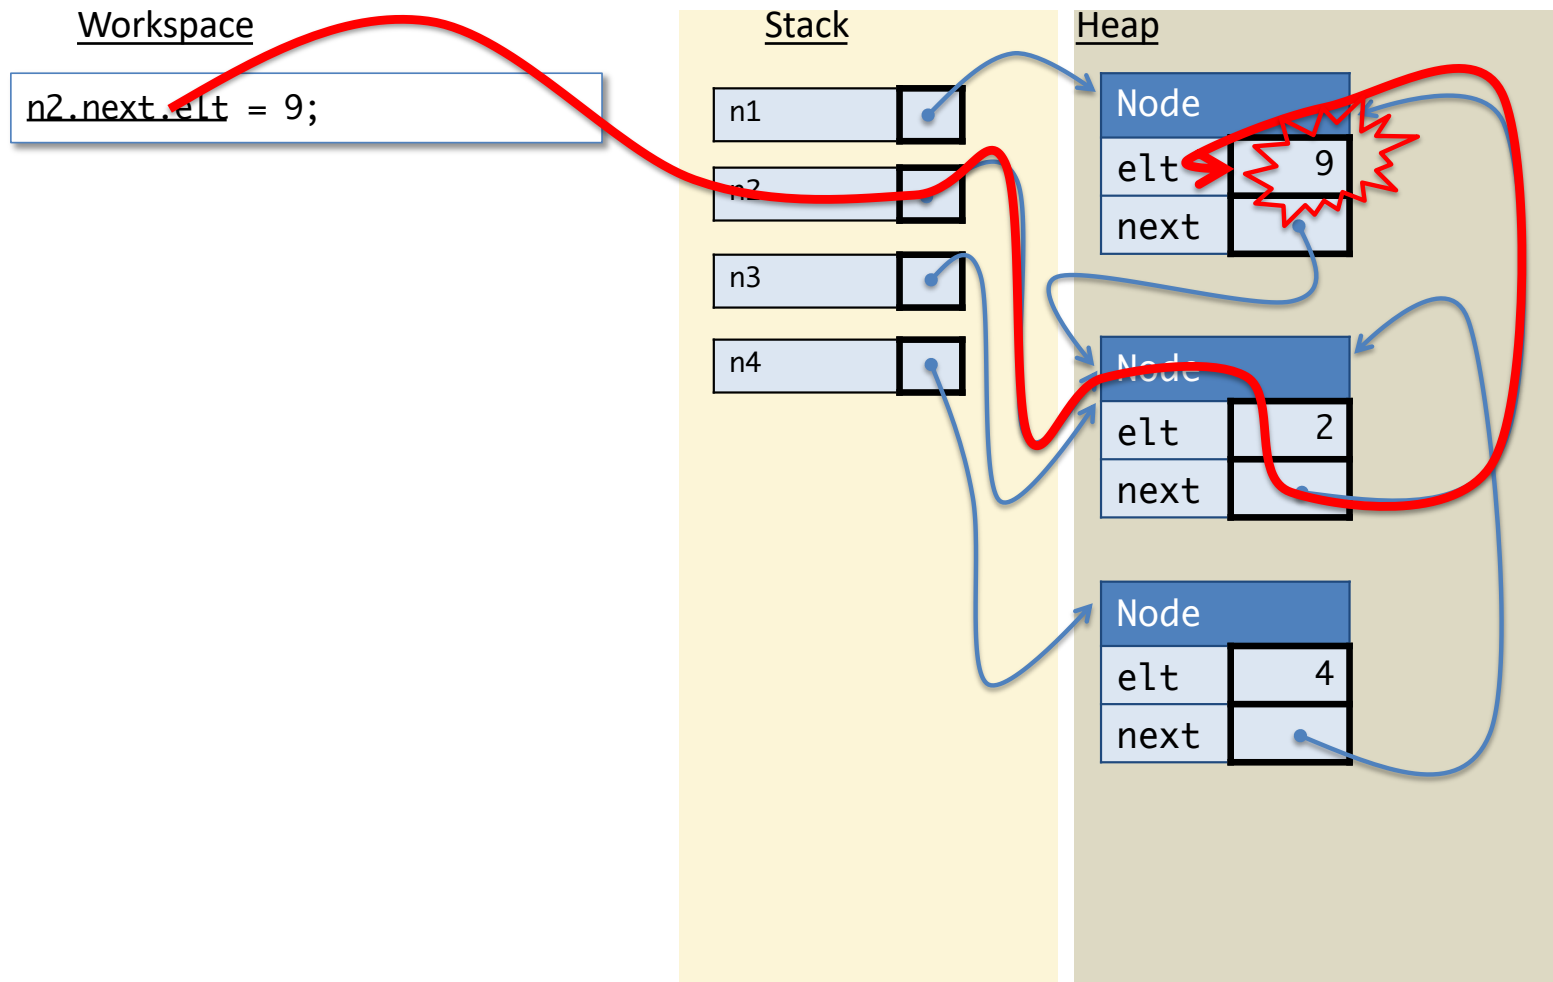 Workspace
n2.next.elt = 9;
Stack
n1
n2
n3
n4
Heap
Node
elt 9
next
Node
elt 2
next
Node
elt 4
next